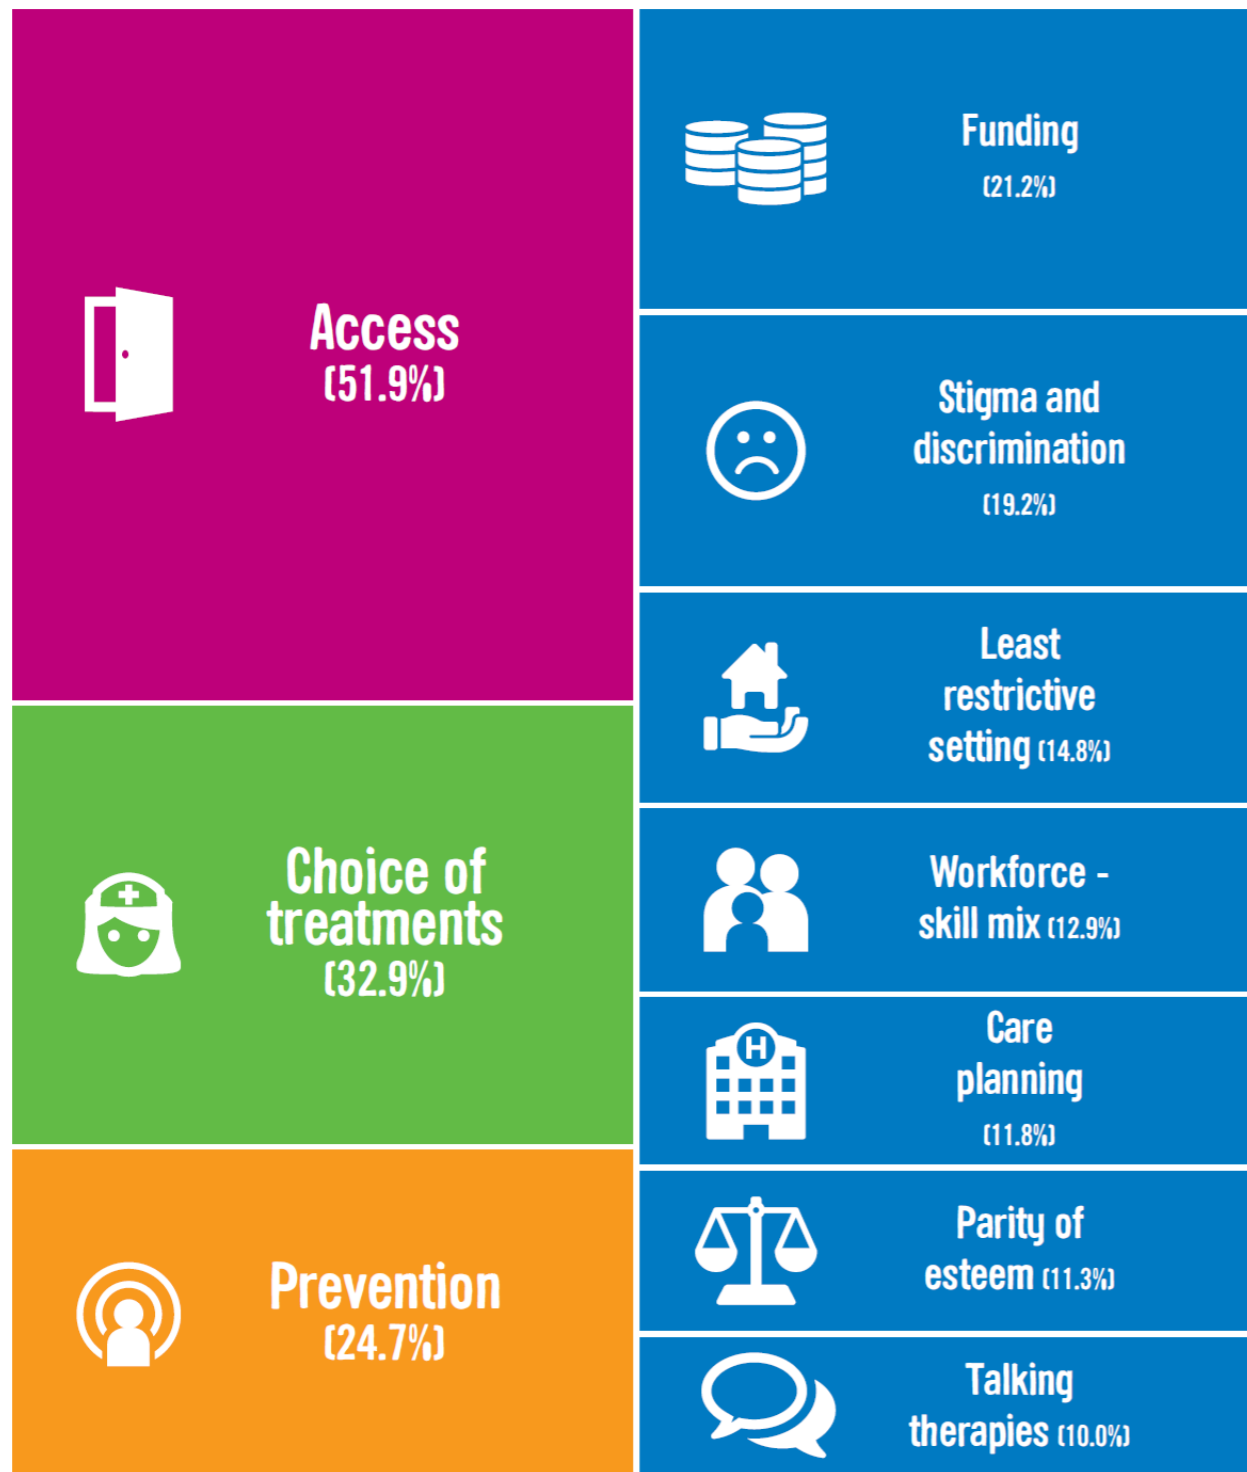 Access
(51.9%)
Choice of
treatments
(32.9%)
Prevention
(24.7%)
Funding
(21.2%)
Stigma and
discrimination
(19.2%)
Least
restrictive
setting (14.8%)
Workforce -
skill mix (12.9%)
Care
planning
H
(11.8%)
Parity of
esteem (11.3%)
Talking
therapies (10.0%)